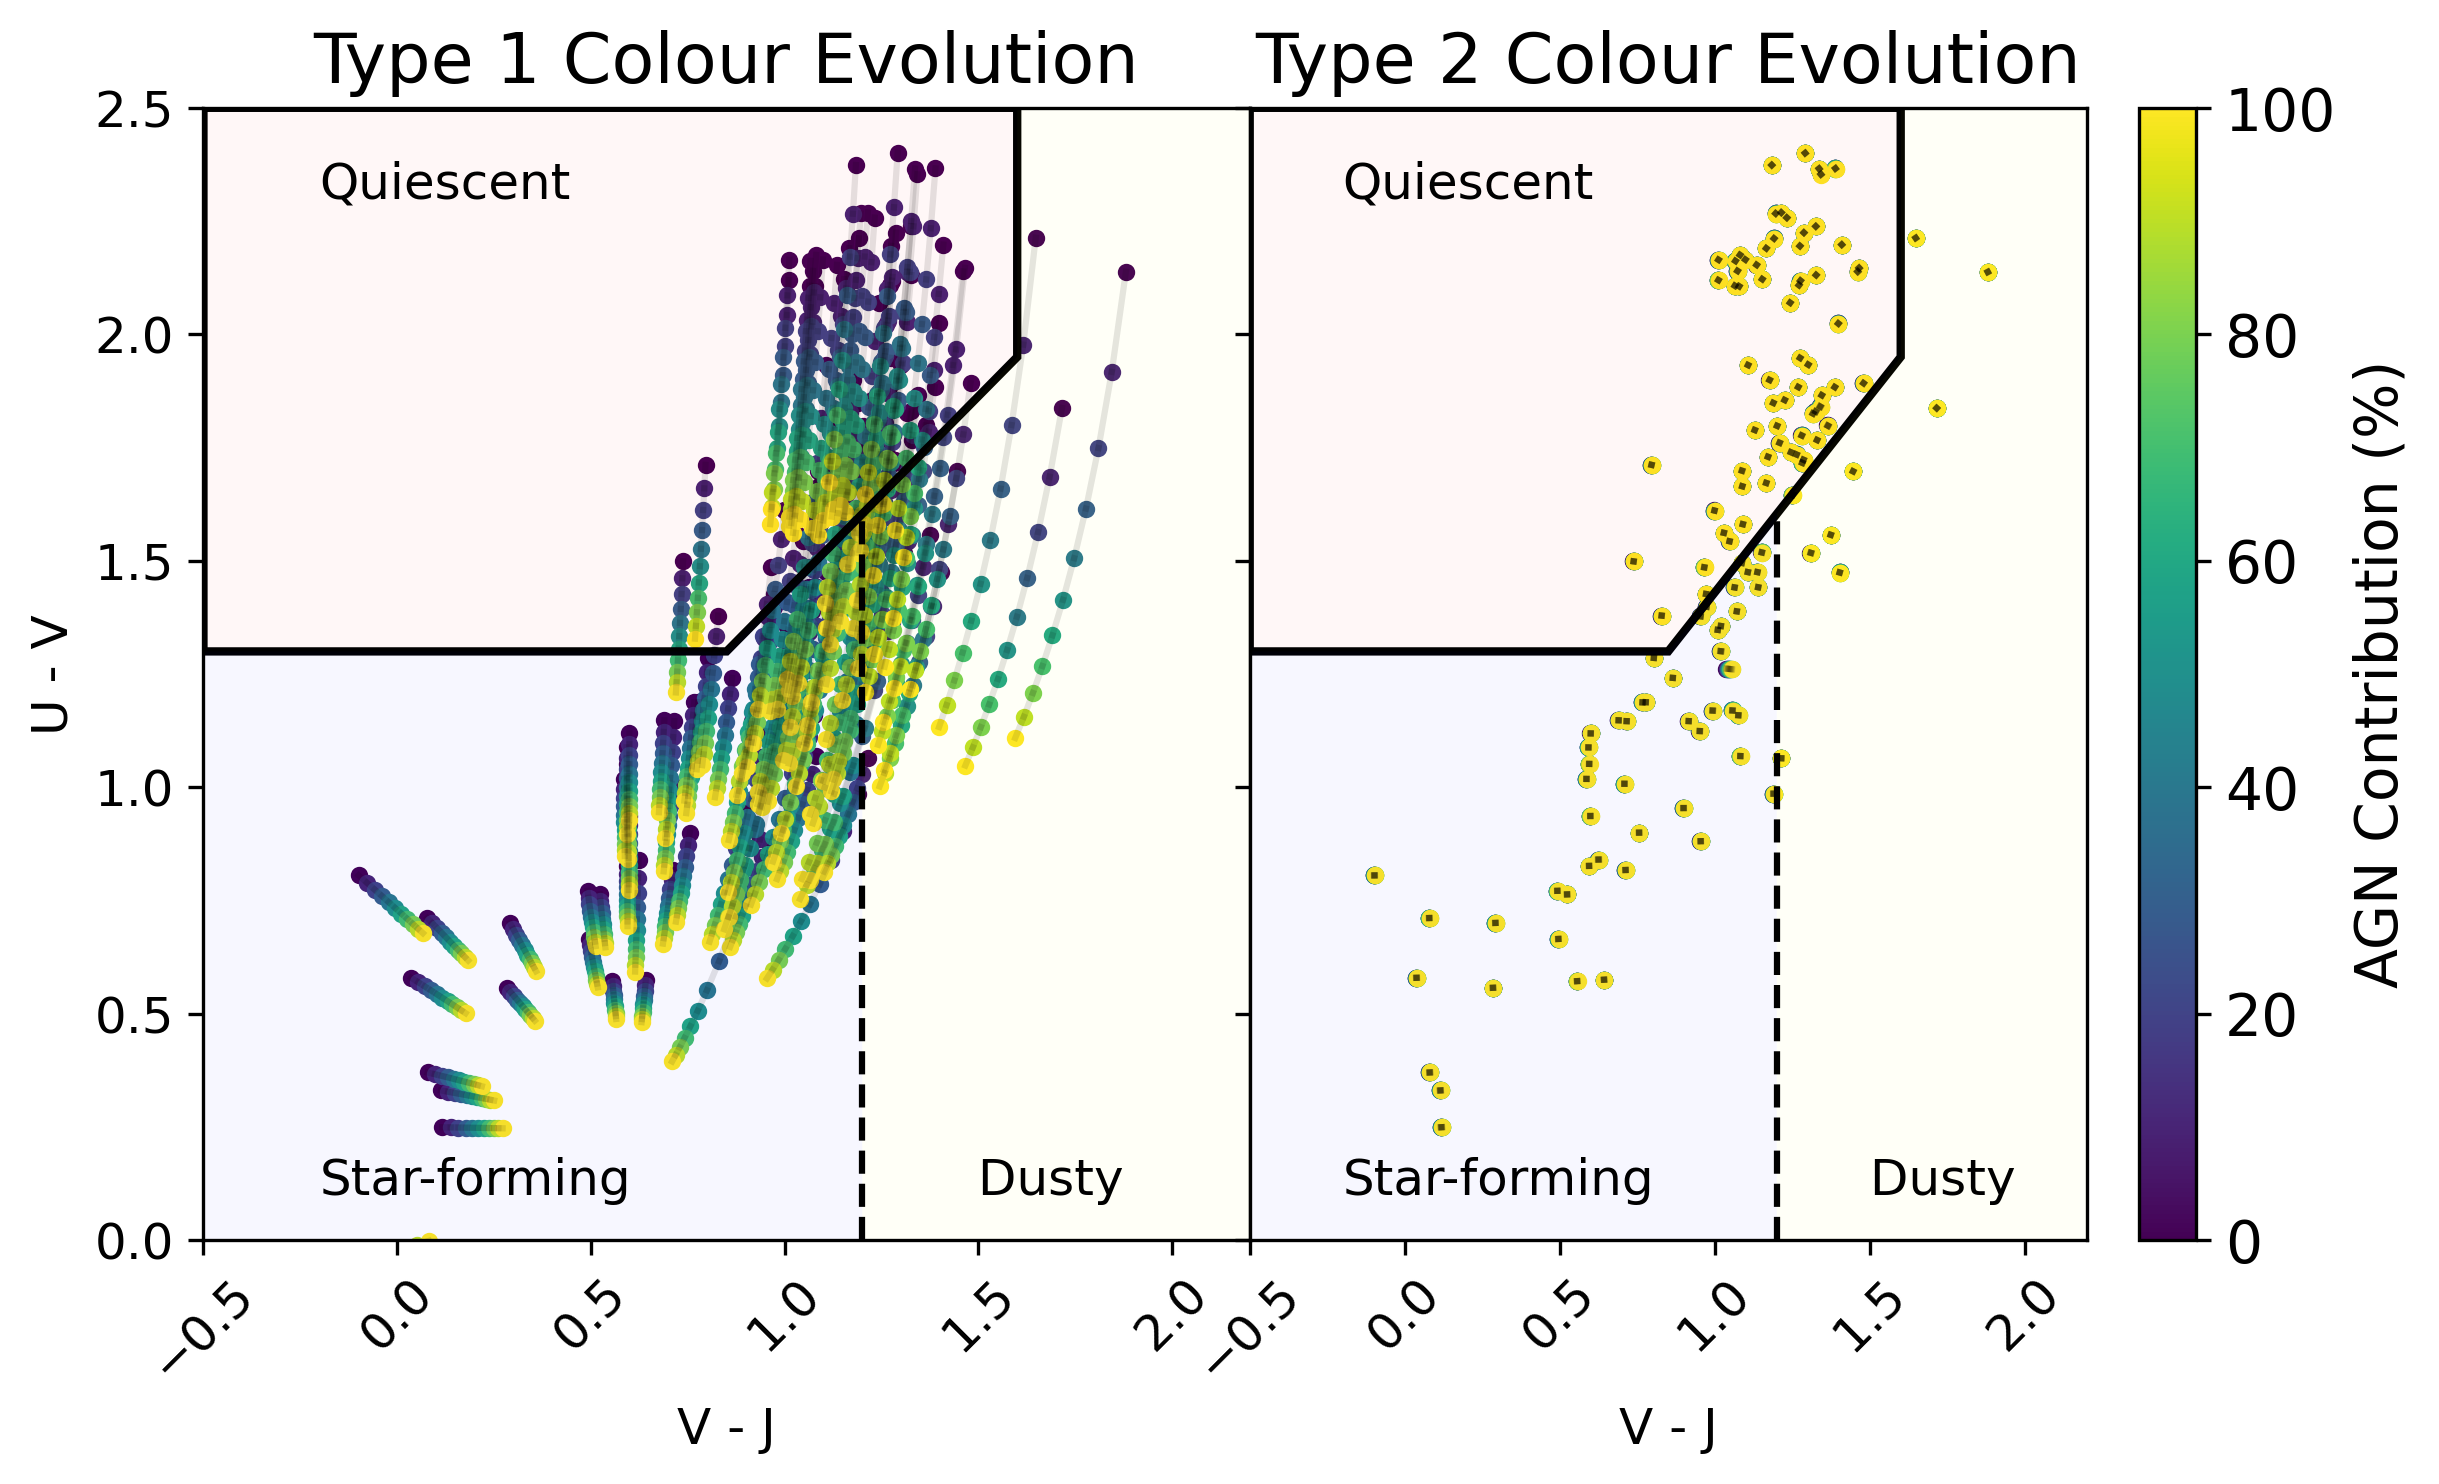 Type 1 Colour Evolution
Type 2 Colour Evolution
2.5
2.0
1.5
1.0
0.5
0.0
U - V
Quiescent
Star-forming
Dusty
−0.5
0.0
0.5
1.0
1.5
2.0
V - J
Quiescent
Star-forming
Dusty
−0.5
0.0
0.5
1.0
1.5
2.0
V - J
100
80
60
40
20
0
AGN Contribution (%)